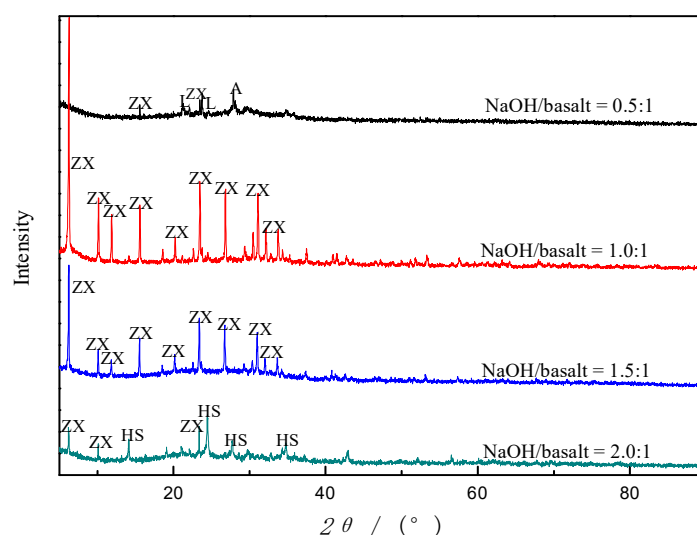 A
ZX L ZX L
NaOH/basalt = 0.5:1
ZX ZX ZX ZX ZX ZX ZX ZX ZX
NaOH/basalt = 1.0:1
ZX ZX ZX ZX ZX ZX ZX ZX ZX
NaOH/basalt = 1.5:1
ZX ZX HS ZX HS HS HS
NaOH/basalt = 2.0:1
Intensity
20 40 60 80
2θ / (°)